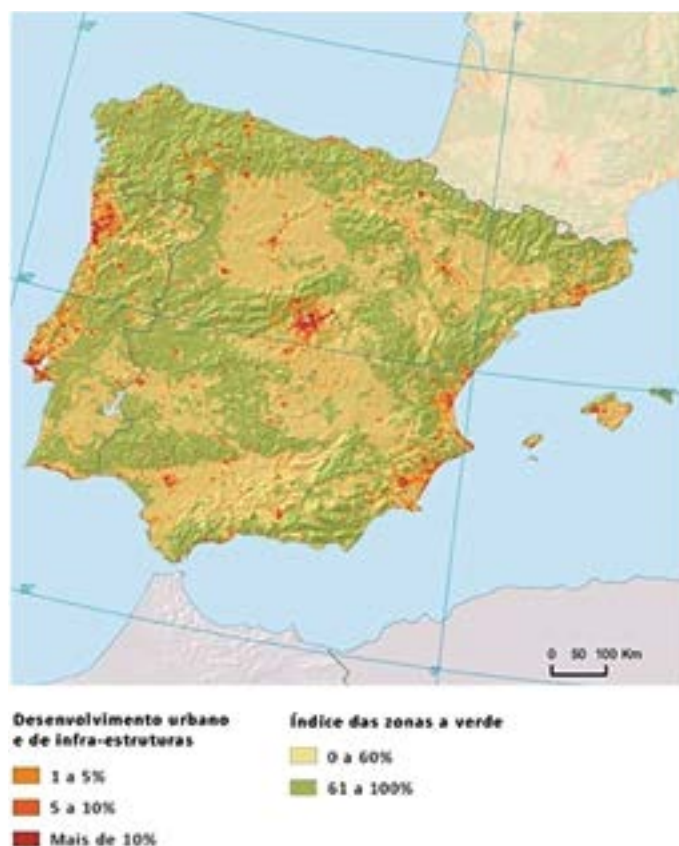 0 50 100 Km
Desenvolvimento urbano
e de infra-estruturas
1 a 5%
5 a 10%
Mais de 10%
Índice das zonas a verde
0 a 60%
61 a 100%